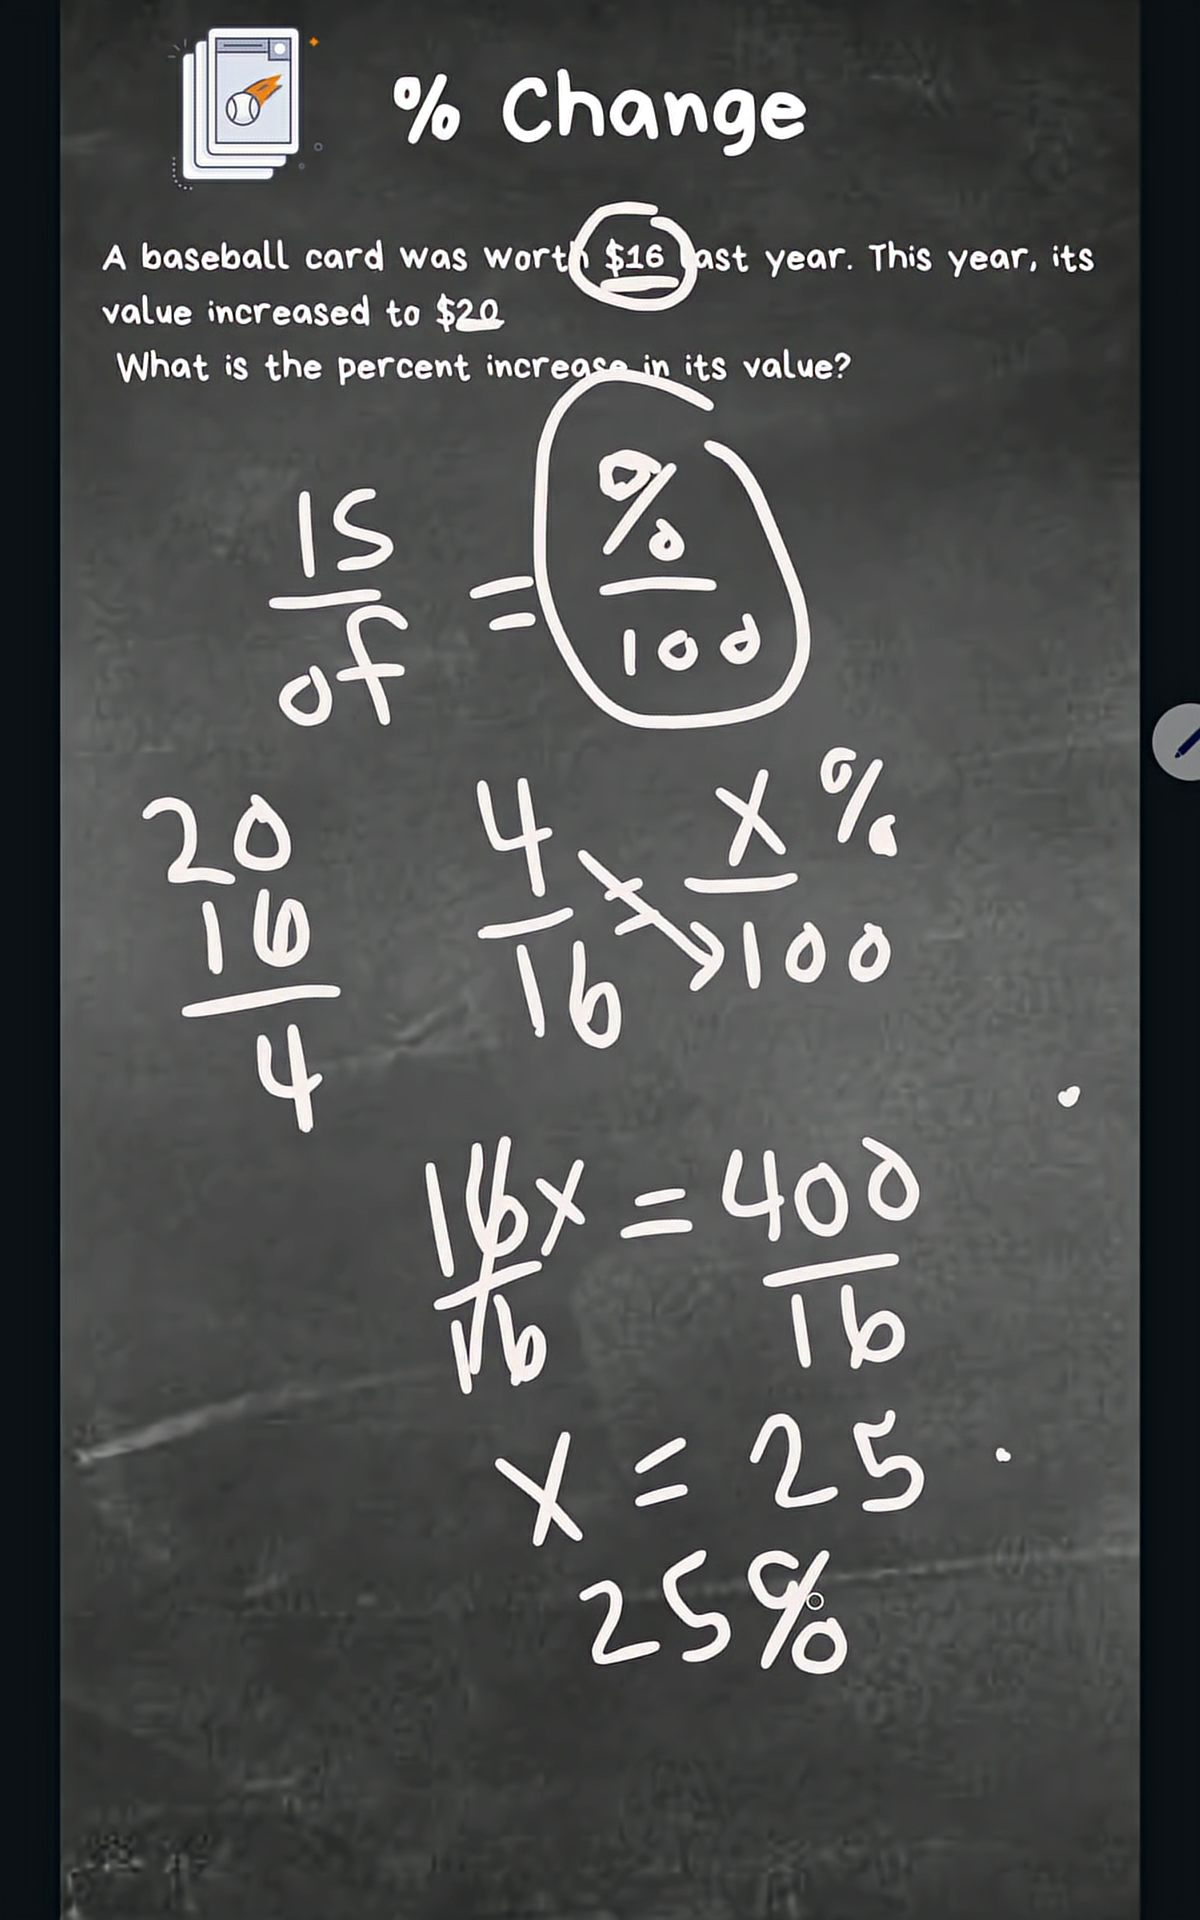 % Change
A baseball card was worth $16 last year. This year, its
value increased to $20
What is the percent increase in its value?
is = %
of 100
20
16
4
4 = x %
16 100
16x = 400
16 16
x = 25
25%